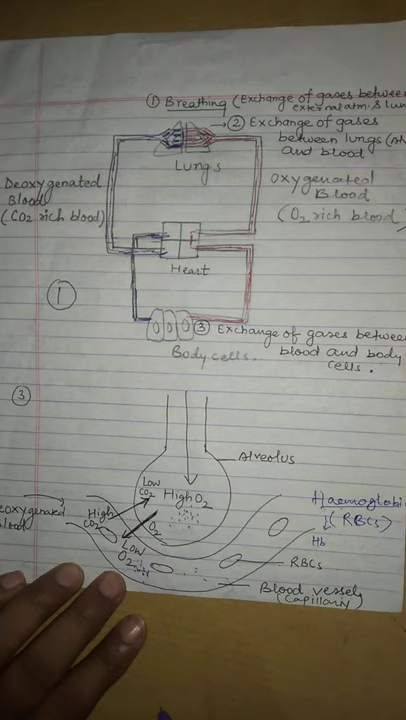 ① Breathing (Exchange of gases between
external atm. &
→ ② Exchange of gases
between lungs
and blood
Lungs
Deoxygenated
Blood
(CO2 rich blood)
Oxygenated
Blood
(O2 rich blood)
Heart
①
③ Exchange of gases between
blood and body
cells.
Body cells.
③
Alveolus
Low
CO2
High O2
High
CO2
O2
Low
O2
Blood
(RBCs)
Hb
RBCs
Blood vessel
(Capillary)